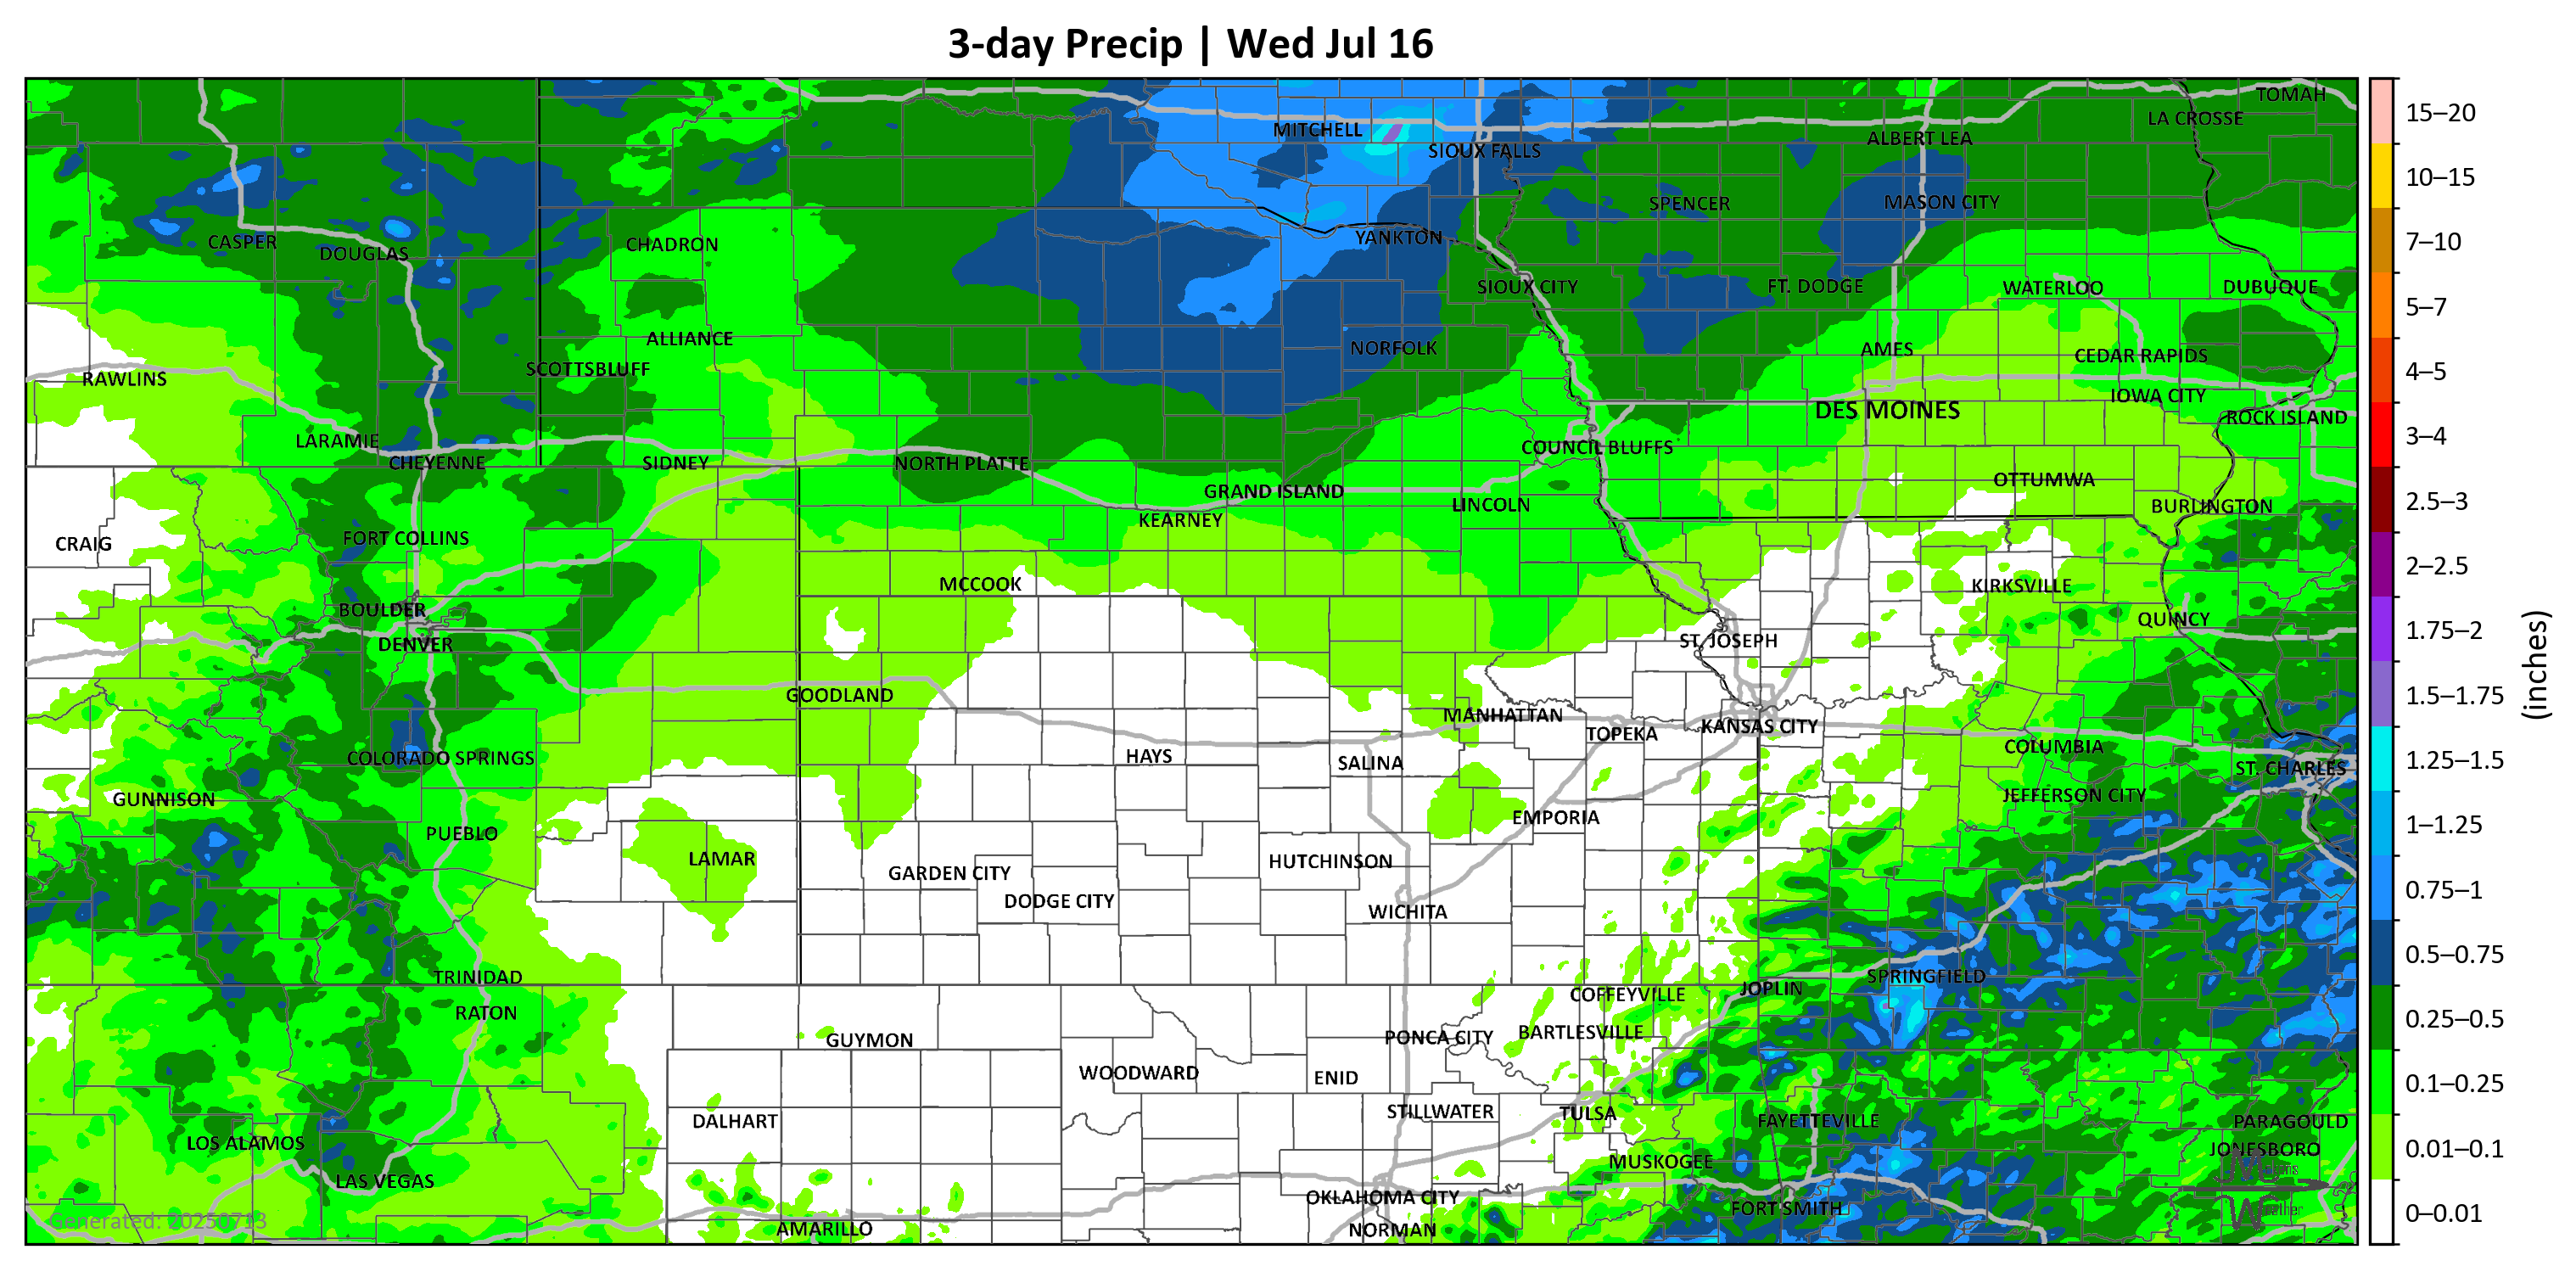 3-day Precip | Wed Jul 16
TOMAH
LA CROSSE
MITCHELL
ALBERT LEA
SIOUX FALLS
SPENCER
MASON CITY
CASPER
DOUGLAS
CHADRON
YANKTON
SIOUX CITY
FT. DODGE
WATERLOO
DUBUQUE
ALLIANCE
NORFOLK
AMES
CEDAR RAPIDS
RAWLINS
SCOTTSBLUFF
IOWA CITY
DES MOINES
ROCK ISLAND
LARAMIE
COUNCIL BLUFFS
CHEYENNE
SIDNEY
NORTH PLATTE
OTTUMWA
GRAND ISLAND
LINCOLN
BURLINGTON
KEARNEY
CRAIG
FORT COLLINS
MCCOOK
KIRKSVILLE
BOULDER
QUINCY
DENVER
ST. JOSEPH
GOODLAND
MANHATTAN
KANSAS CITY
TOPEKA
COLUMBIA
COLORADO SPRINGS
HAYS
SALINA
ST. CHARLES
GUNNISON
JEFFERSON CITY
EMPORIA
PUEBLO
LAMAR
HUTCHINSON
GARDEN CITY
DODGE CITY
WICHITA
TRINIDAD
SPRINGFIELD
JOPLIN
COFFEYVILLE
RATON
BARTLESVILLE
GUYMON
PONCA CITY
WOODWARD
ENID
STILLWATER
TULSA
DALHART
FAYETTEVILLE
PARAGOULD
LOS ALAMOS
JONESBORO
MUSKOGEE
LAS VEGAS
OKLAHOMA CITY
FORT SMITH
Generated: 20250713
AMARILLO
NORMAN
15–20
10–15
7–10
5–7
4–5
3–4
2.5–3
2–2.5
1.75–2
1.5–1.75
1.25–1.5
1–1.25
0.75–1
0.5–0.75
0.25–0.5
0.1–0.25
0.01–0.1
0–0.01
(inches)